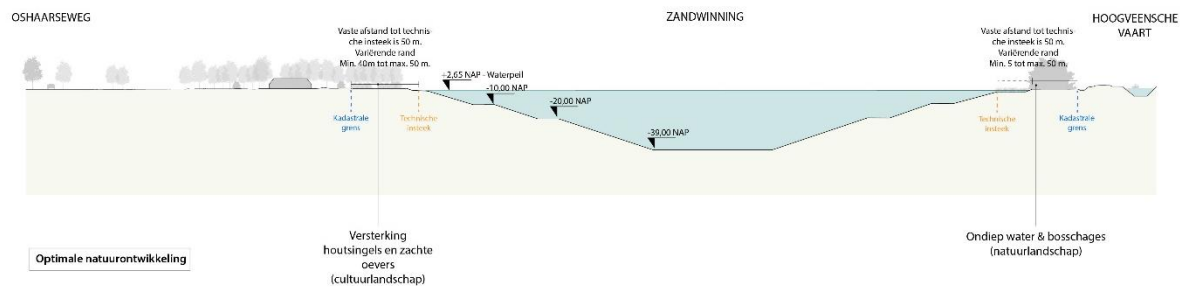 OSHAARSEWEG
ZANDWINNING
HOOGVEENSCHE
VAART
Vaste afstand tot technis
che insteek is 50 m.
Variërende rand
Min. 40m tot max. 50 m.
Vaste afstand tot technis
che insteek is 50 m.
Variërende rand
Min. 5 tot max. 50 m.
+2,65 NAP - Waterpeil
-10,00 NAP
-20,00 NAP
-39,00 NAP
Kadastrale
grens
Technische
insteek
Technische
insteek
Kadastrale
grens
Versterking
houtsingels en zachte
oevers
(cultuurlandschap)
Ondiep water & bosschages
(natuurlandschap)
Optimale natuurontwikkeling